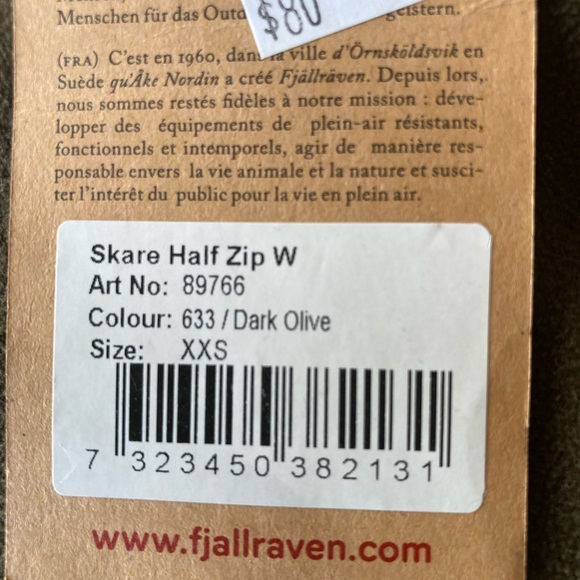 Menschen für das Outd
geistern.
$80
(FRA) C'est en 1960, dans la ville d'Örnsköldsvik en
Suède qu'Åke Nordin a créé Fjällräven. Depuis lors,
nous sommes restés fidèles à notre mission : déve-
lopper des équipements de plein-air résistants,
fonctionnels et intemporels, agir de manière res-
ponsable envers la vie animale et la nature et susci-
ter l'intérêt du public pour la vie en plein air.
Skare Half Zip W
Art No: 89766
Colour: 633 / Dark Olive
Size: XXS
7 323450 382131
www.fjallraven.com